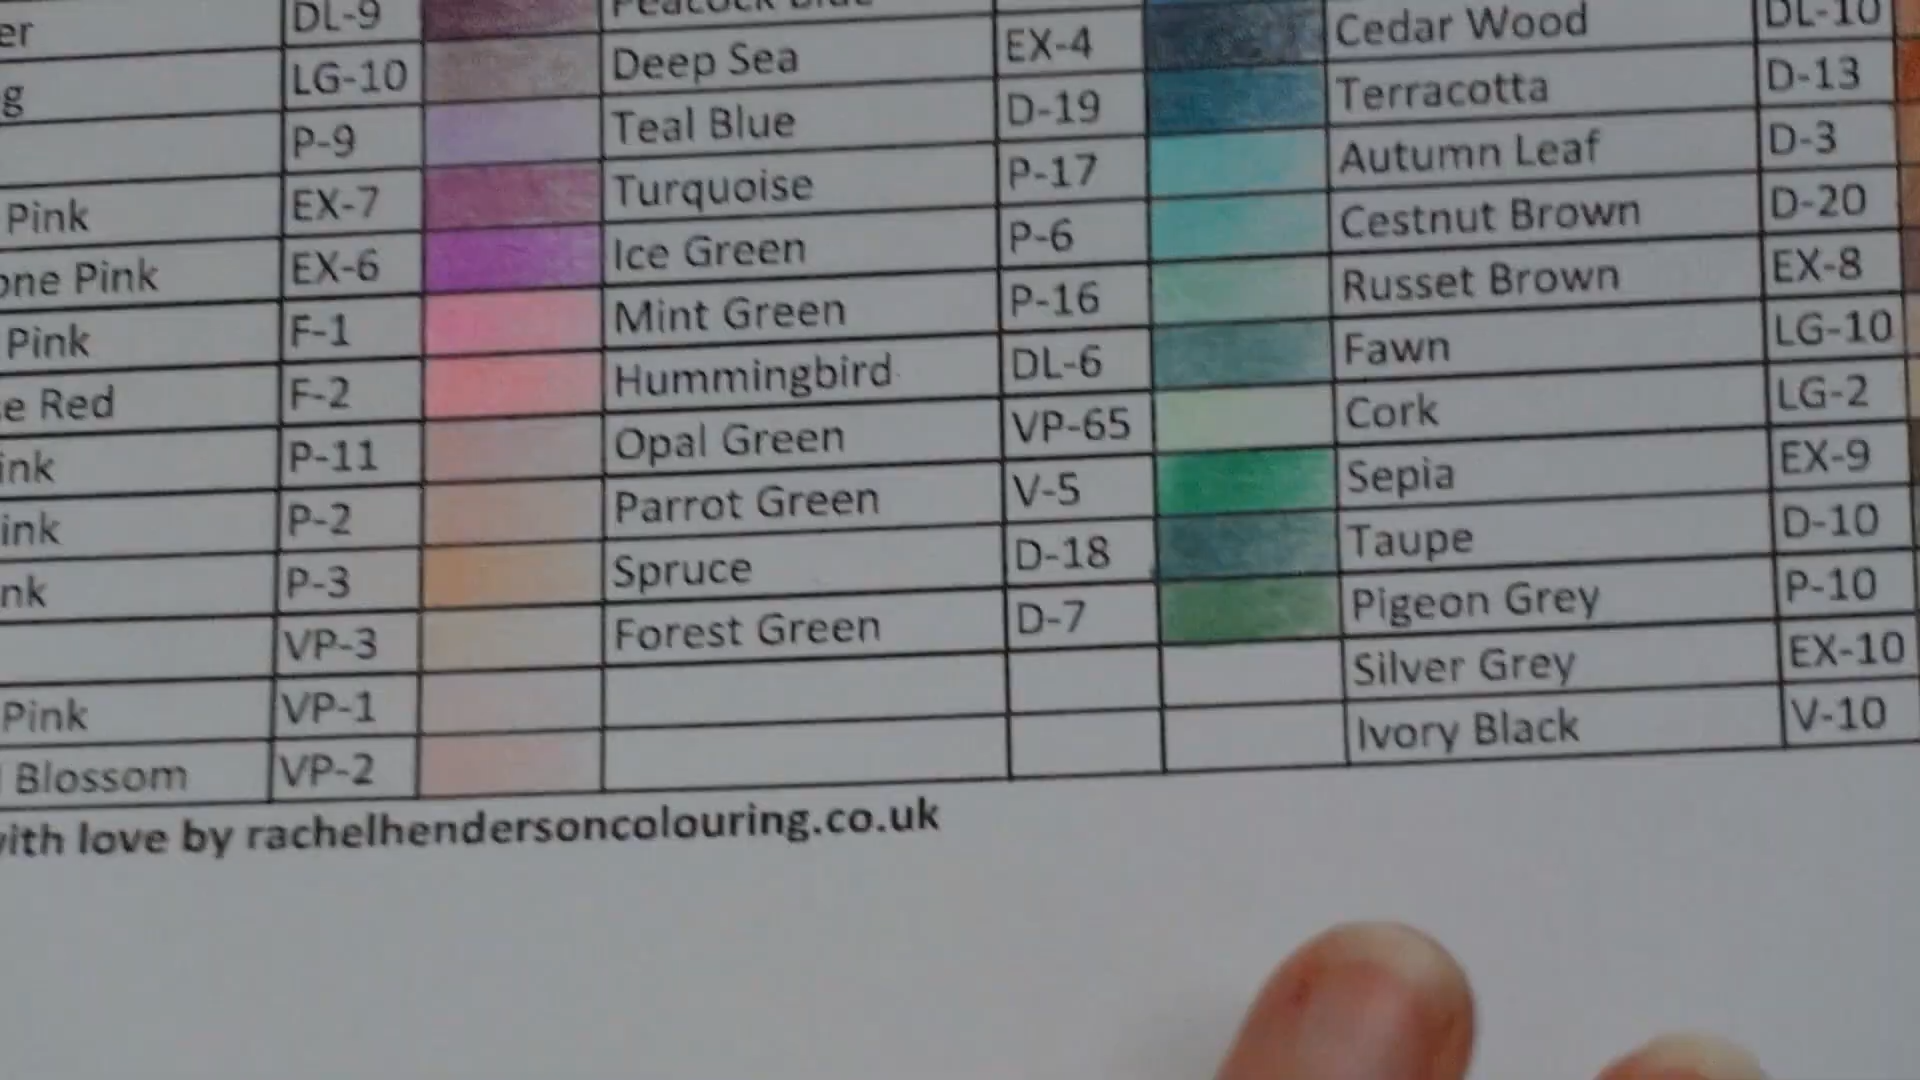 er DL-9
Deep Sea EX-4 Cedar Wood DL-10
g LG-10 Teal Blue D-19 Terracotta D-13
P-9 Turquoise P-17 Autumn Leaf D-3
Pink EX-7 Ice Green P-6 Cestnut Brown D-20
one Pink EX-6 Mint Green P-16 Russet Brown EX-8
Pink F-1 Hummingbird DL-6 Fawn LG-10
e Red F-2 Opal Green VP-65 Cork LG-2
ink P-11 Parrot Green V-5 Sepia EX-9
ink P-2 Spruce D-18 Taupe D-10
nk P-3 Forest Green D-7 Pigeon Grey P-10
VP-3 Silver Grey EX-10
Pink VP-1 Ivory Black V-10
Blossom VP-2
with love by rachelhendersoncolouring.co.uk